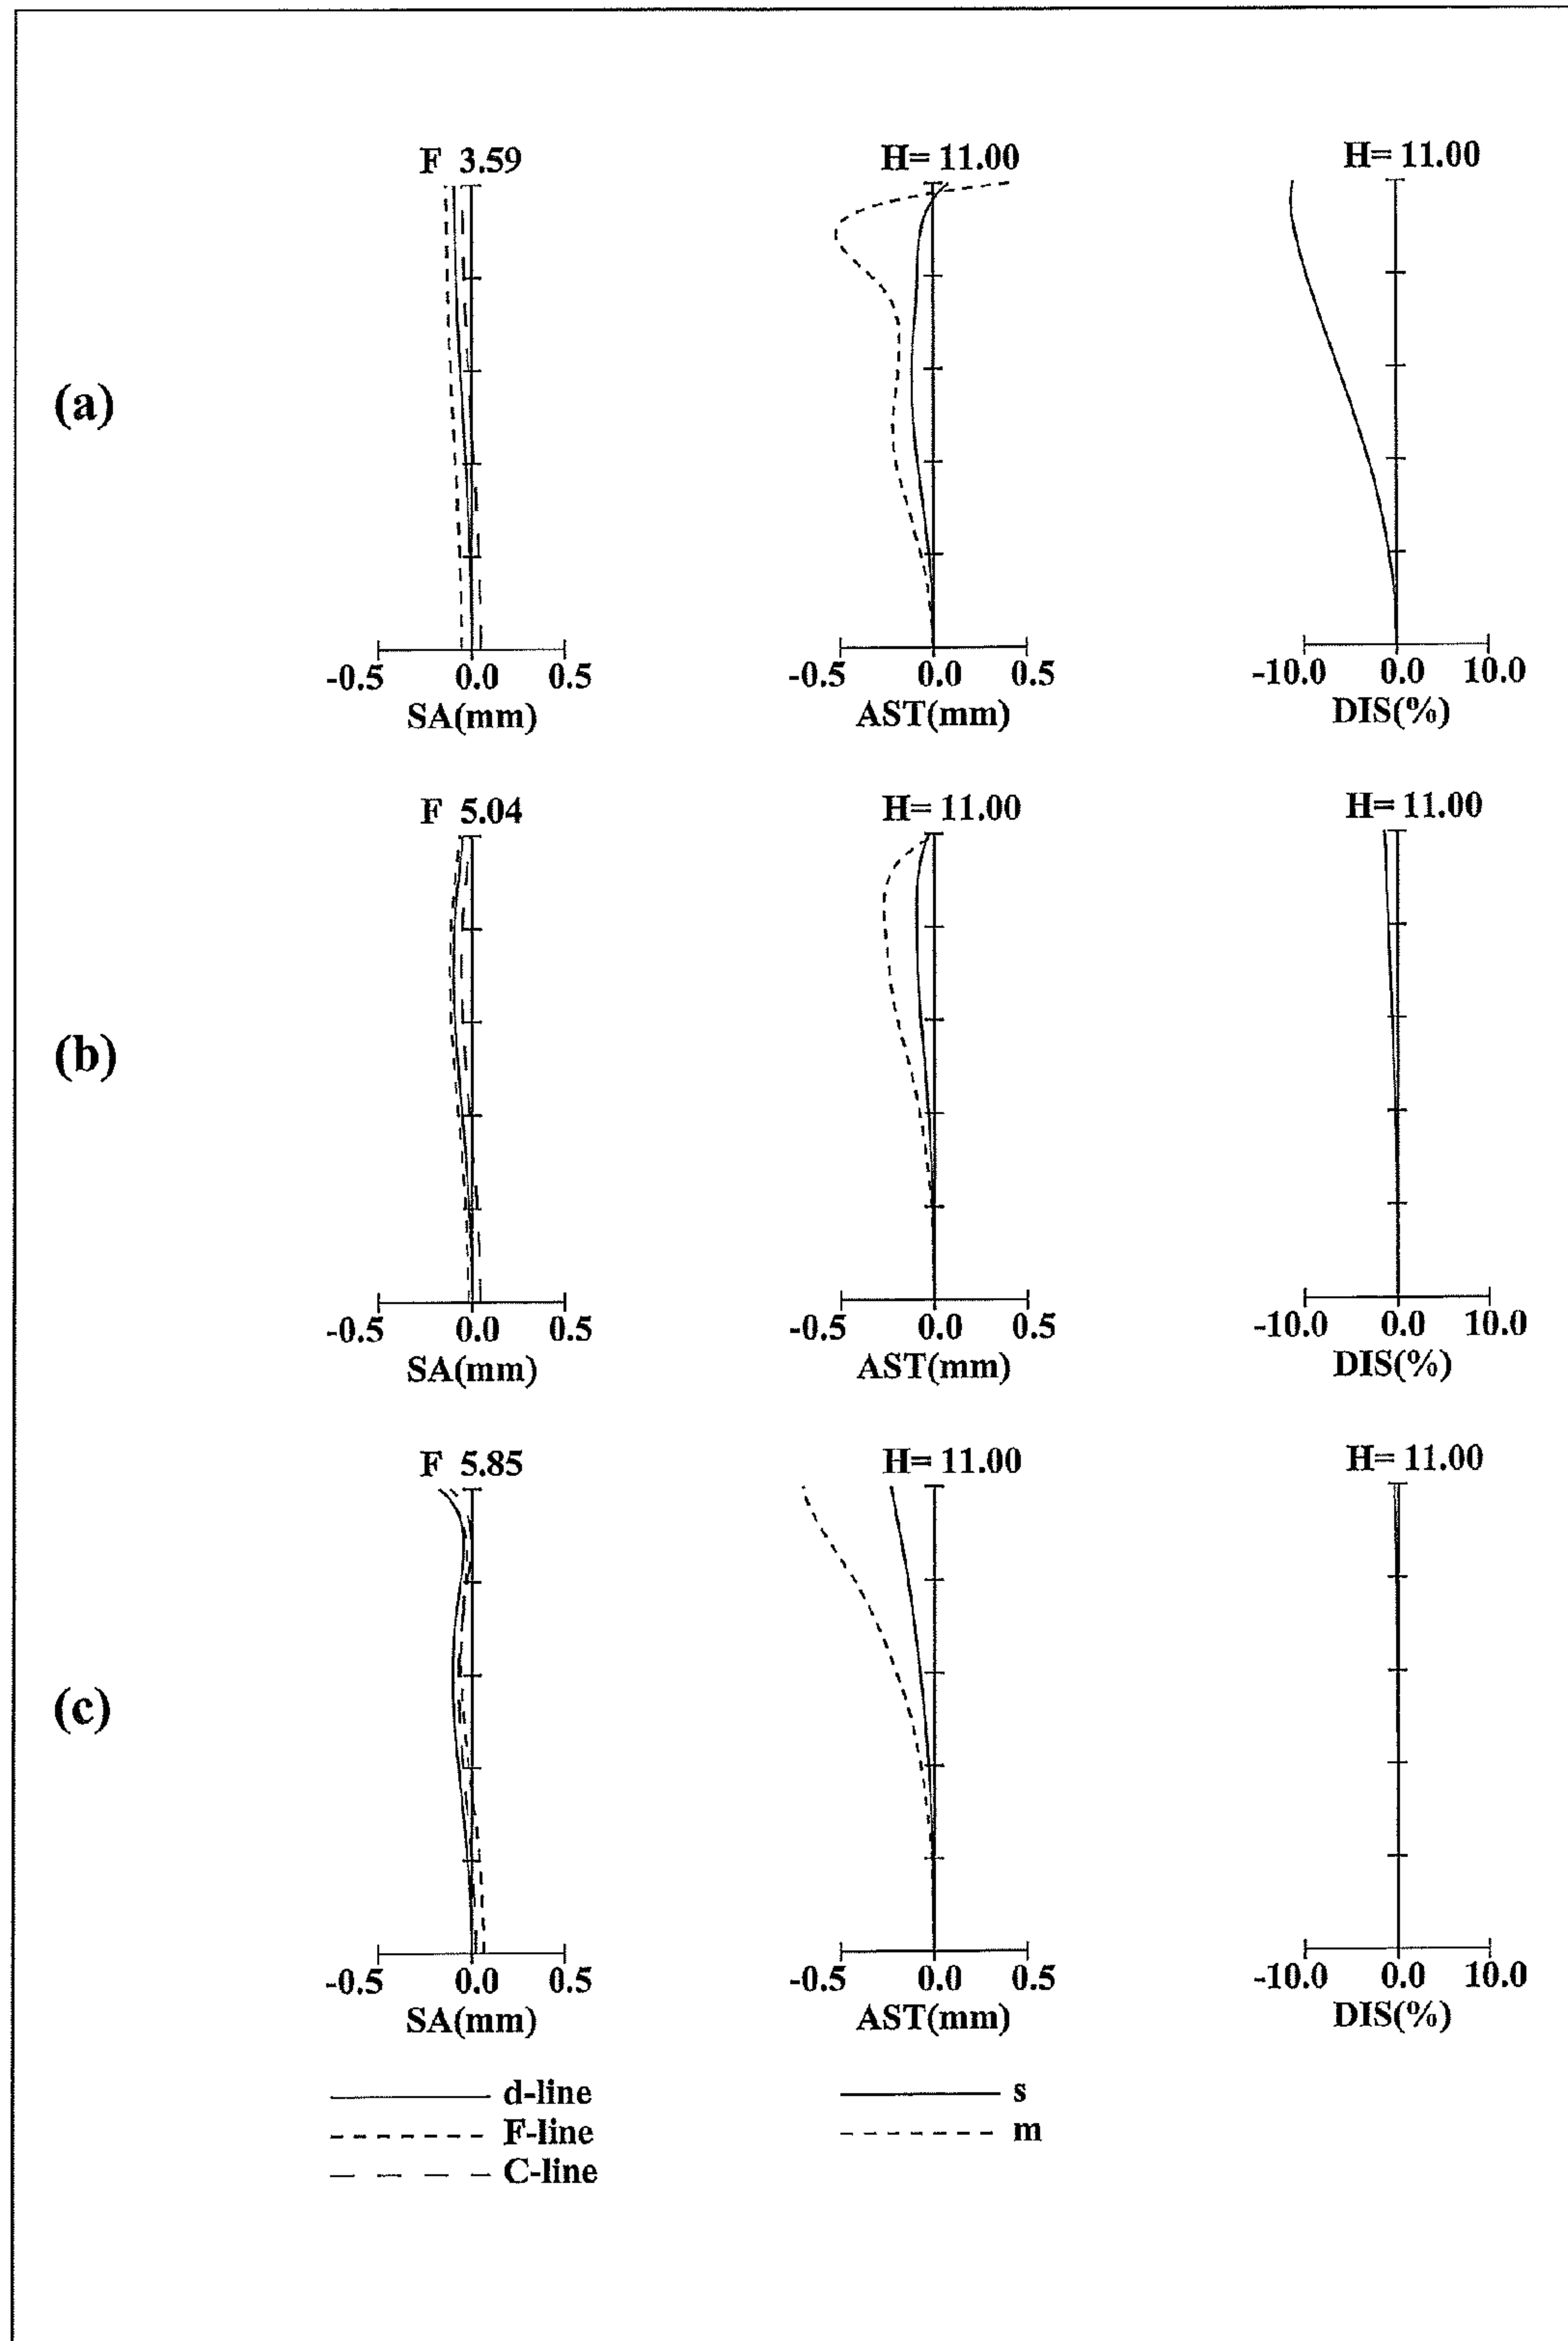 F 3.59 H= 11.00 H= 11.00
(a)
-0.5 0.0 0.5 -0.5 0.0 0.5 -10.0 0.0 10.0
SA(mm) AST(mm) DIS(%)
F 5.04 H= 11.00 H= 11.00
(b)
-0.5 0.0 0.5 -0.5 0.0 0.5 -10.0 0.0 10.0
SA(mm) AST(mm) DIS(%)
F 5.85 H= 11.00 H= 11.00
(c)
-0.5 0.0 0.5 -0.5 0.0 0.5 -10.0 0.0 10.0
SA(mm) AST(mm) DIS(%)
d-line s
F-line m
C-line